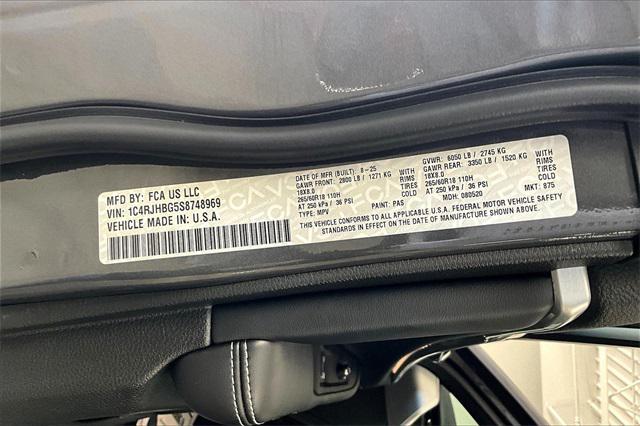 MFD. BY: FCA US LLC
VIN: 1C4RJHBG5S8748969
VEHICLE MADE IN U.S.A.
DATE OF MFR (BUILT): 8-25 GVWR: 6050 LB / 2745 KG
GAWR FRONT: 2800 LB / 1271 KG WITH GAWR REAR: 3350 LB / 1520 KG WITH
18X8.0 RIMS 18X8.0 RIMS
265/60R18 110H TIRES 265/60R18 110H TIRES
AT 250 KPA / 36 PSI COLD AT 250 KPA / 36 PSI COLD
TYPE: MPV PAINT: PAS MDH: 080520 MKT: 875
THIS VEHICLE CONFORMS TO ALL APPLICABLE U.S.A. FEDERAL MOTOR VEHICLE SAFETY
STANDARDS IN EFFECT ON THE DATE OF MANUFACTURE SHOWN ABOVE.